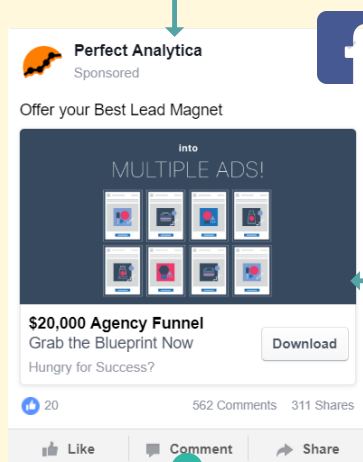 Perfect Analytica
Sponsored
Offer your Best Lead Magnet
into
MULTIPLE ADS!
$20,000 Agency Funnel
Grab the Blueprint Now
Download
Hungry for Success?
20
562 Comments 311 Shares
Like Comment Share